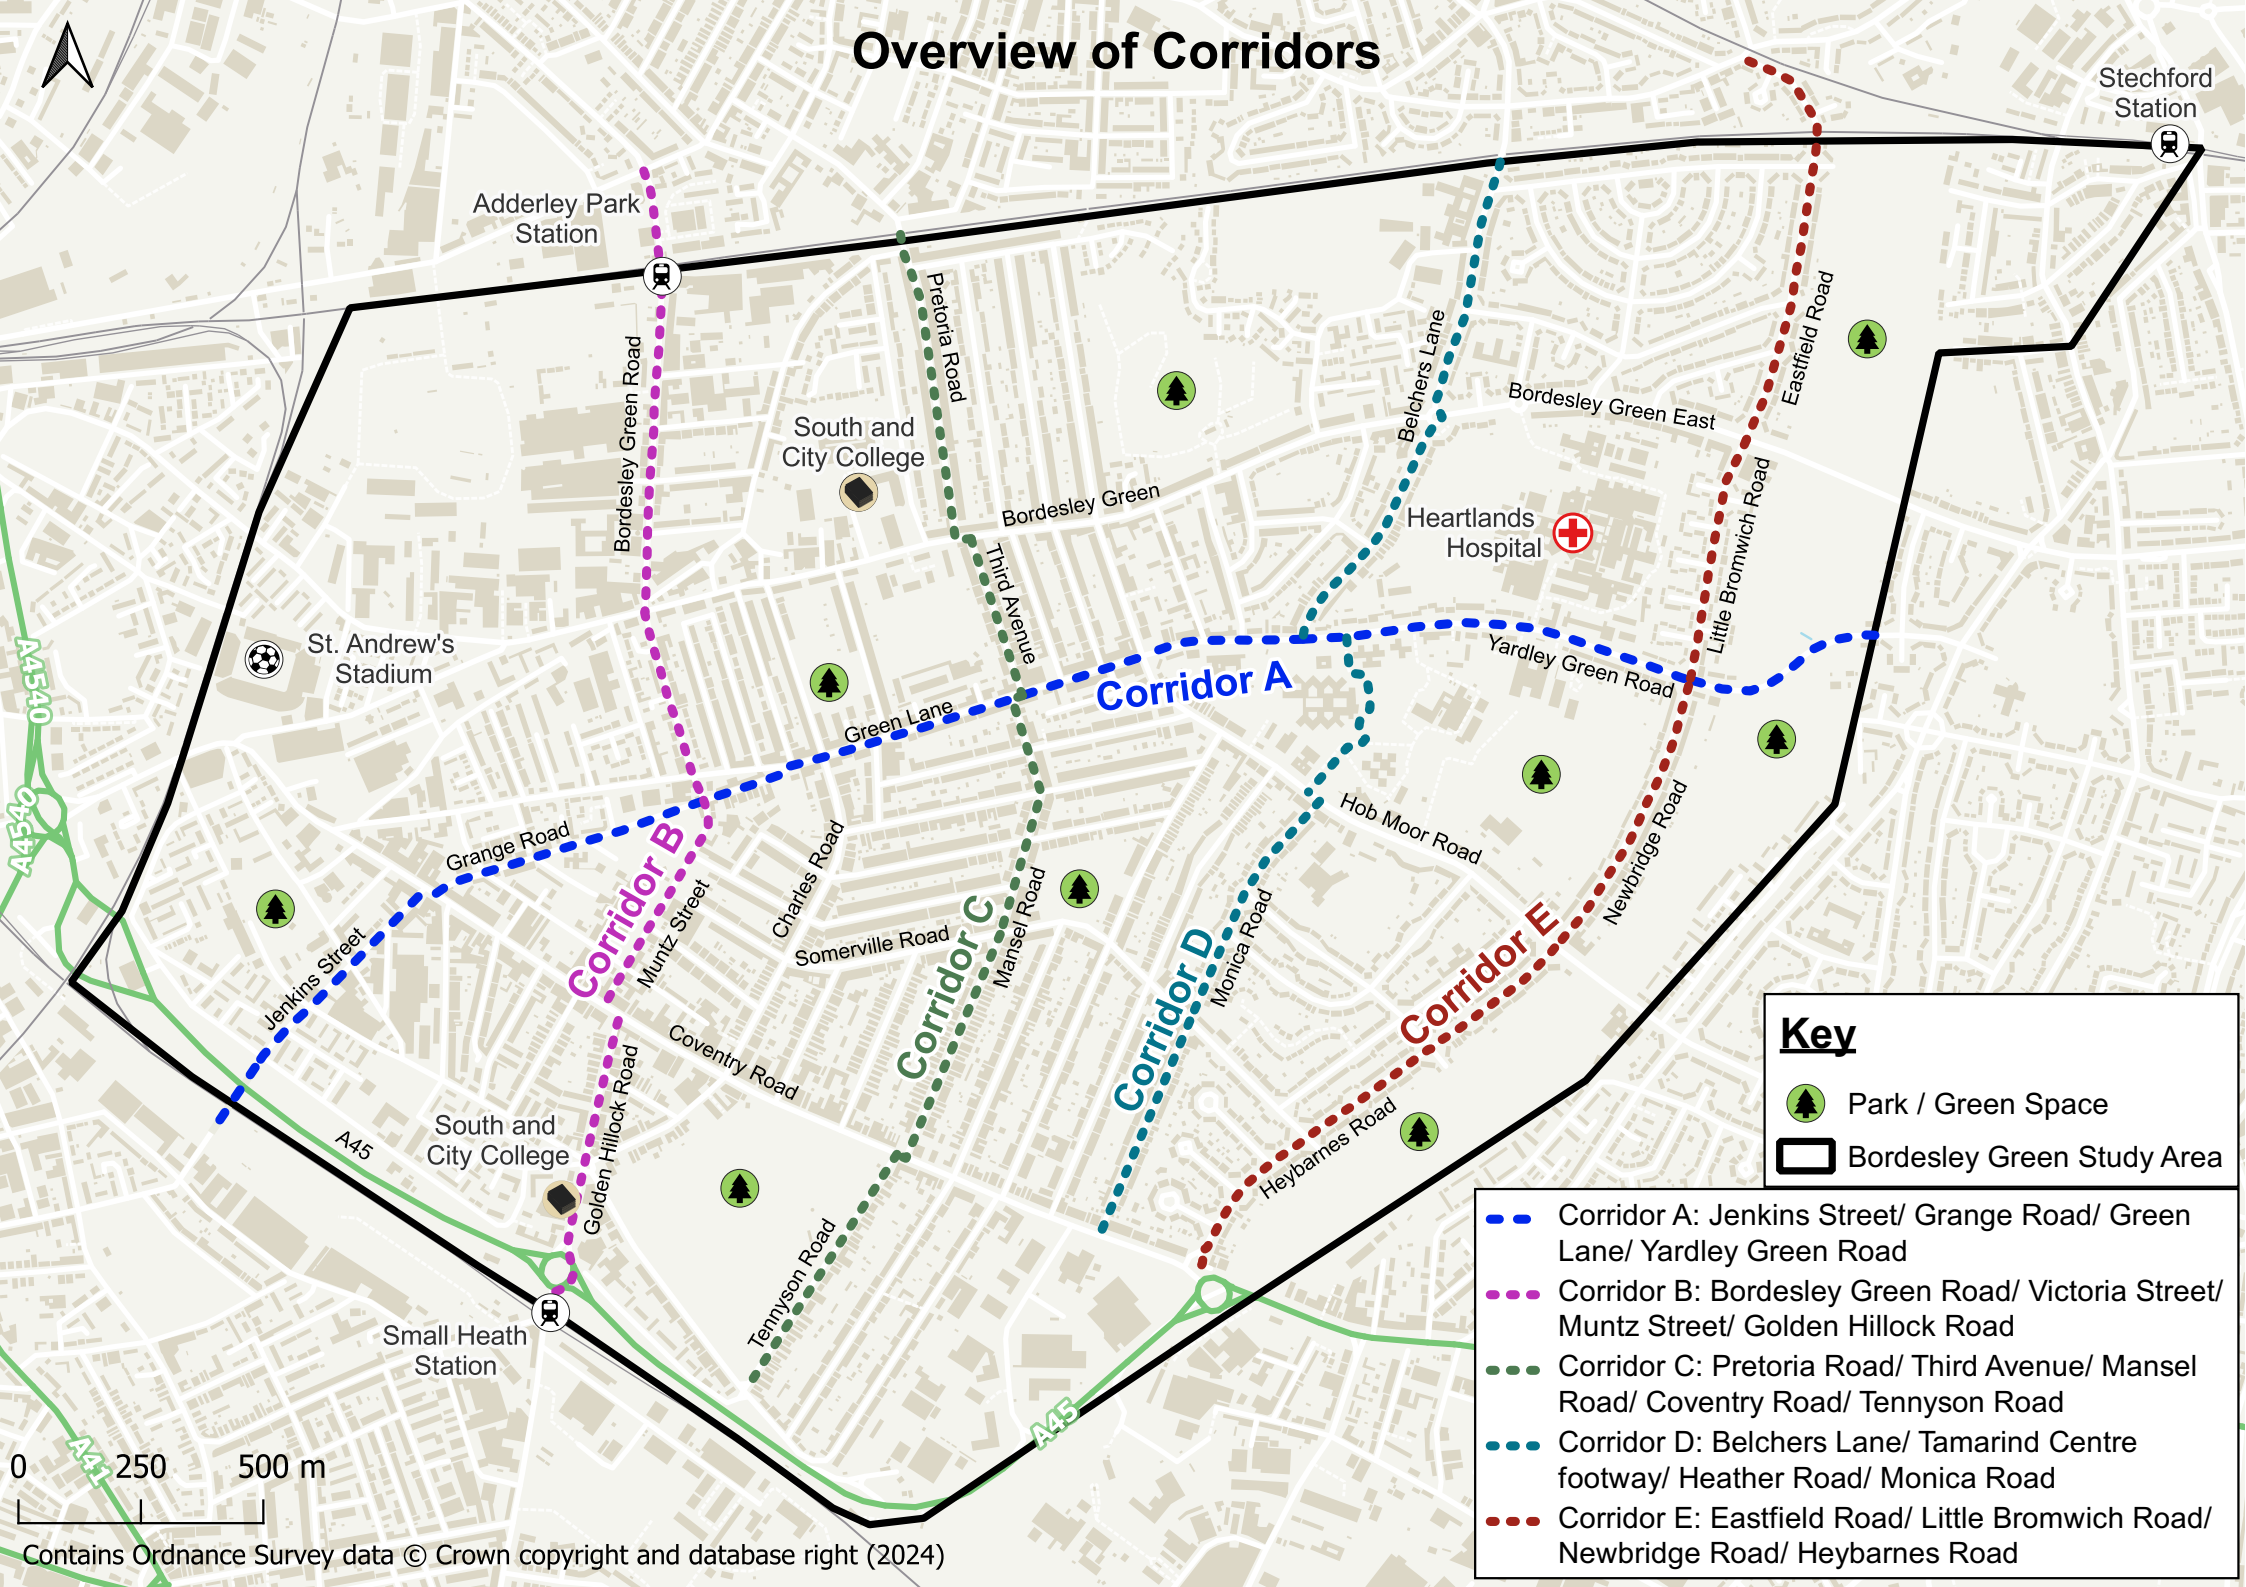 Overview of Corridors
Stechford
Station
Adderley Park
Station
Pretoria Road
Eastfield Road
Belchers Lane
Bordesley Green Road
Bordesley Green East
South and
City College
Bordesley Green
Little Bromwich Road
Heartlands
Hospital
Third Avenue
St. Andrew's
Stadium
A4540
Yardley Green Road
Corridor A
Green Lane
A4540
Grange Road
Hob Moor Road
Newbridge Road
Corridor B
Charles Road
Muntz Street
Mansel Road
Somerville Road
Corridor C
Monica Road
Corridor D
Corridor E
Jenkins Street
Coventry Road
Golden Hillock Road
A45
South and
City College
Heybarnes Road
Tennyson Road
Small Heath
Station
A45
A41
Key
Park / Green Space
Bordesley Green Study Area
Corridor A: Jenkins Street/ Grange Road/ Green
Lane/ Yardley Green Road
Corridor B: Bordesley Green Road/ Victoria Street/
Muntz Street/ Golden Hillock Road
Corridor C: Pretoria Road/ Third Avenue/ Mansel
Road/ Coventry Road/ Tennyson Road
Corridor D: Belchers Lane/ Tamarind Centre
footway/ Heather Road/ Monica Road
Corridor E: Eastfield Road/ Little Bromwich Road/
Newbridge Road/ Heybarnes Road
0 250 500 m
Contains Ordnance Survey data © Crown copyright and database right (2024)